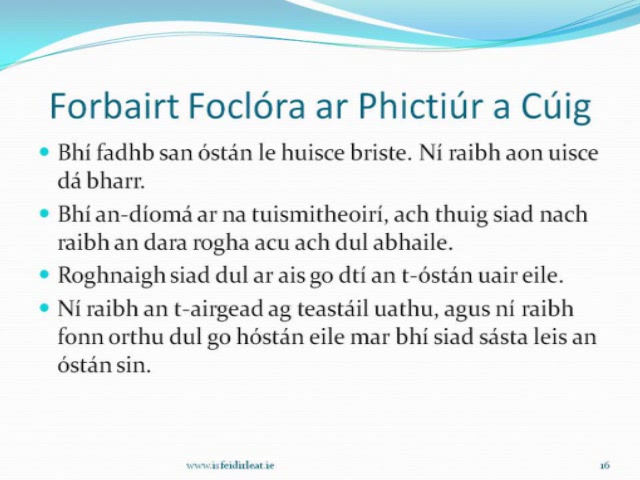 Forbairt Foclóra ar Phictiúr a Cúig
Bhí fadhb san óstán le huisce briste. Ní raibh aon uisce
dá bharr.
Bhí an-díomá ar na tuismitheoirí, ach thuig siad nach
raibh an dara rogha acu ach dul abhaile.
Roghnaigh siad dul ar ais go dtí an t-óstán uair eile.
Ní raibh an t-airgead ag teastáil uathu, agus ní raibh
fonn orthu dul go hóstán eile mar bhí siad sásta leis an
óstán sin.
www.isfeidirleat.ie
16